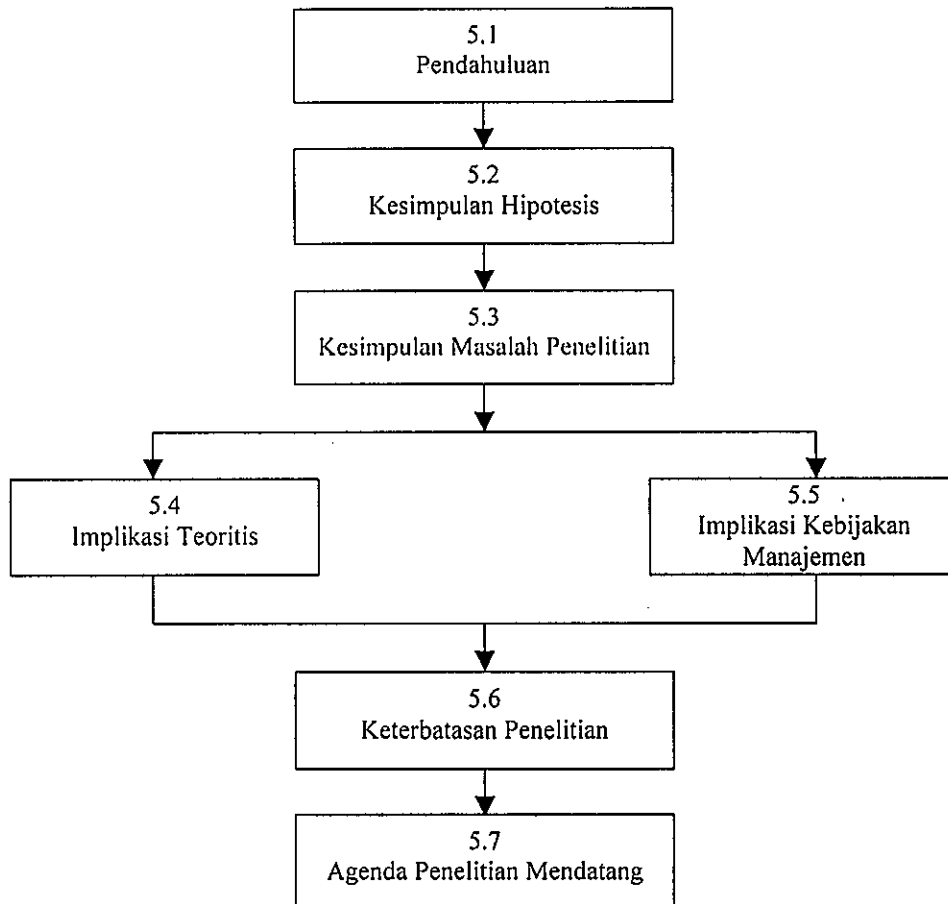 5.1
Pendahuluan
5.2
Kesimpulan Hipotesis
5.3
Kesimpulan Masalah Penelitian
5.4
Implikasi Teoritis
5.5
Implikasi Kebijakan
Manajemen
5.6
Keterbatasan Penelitian
5.7
Agenda Penelitian Mendatang